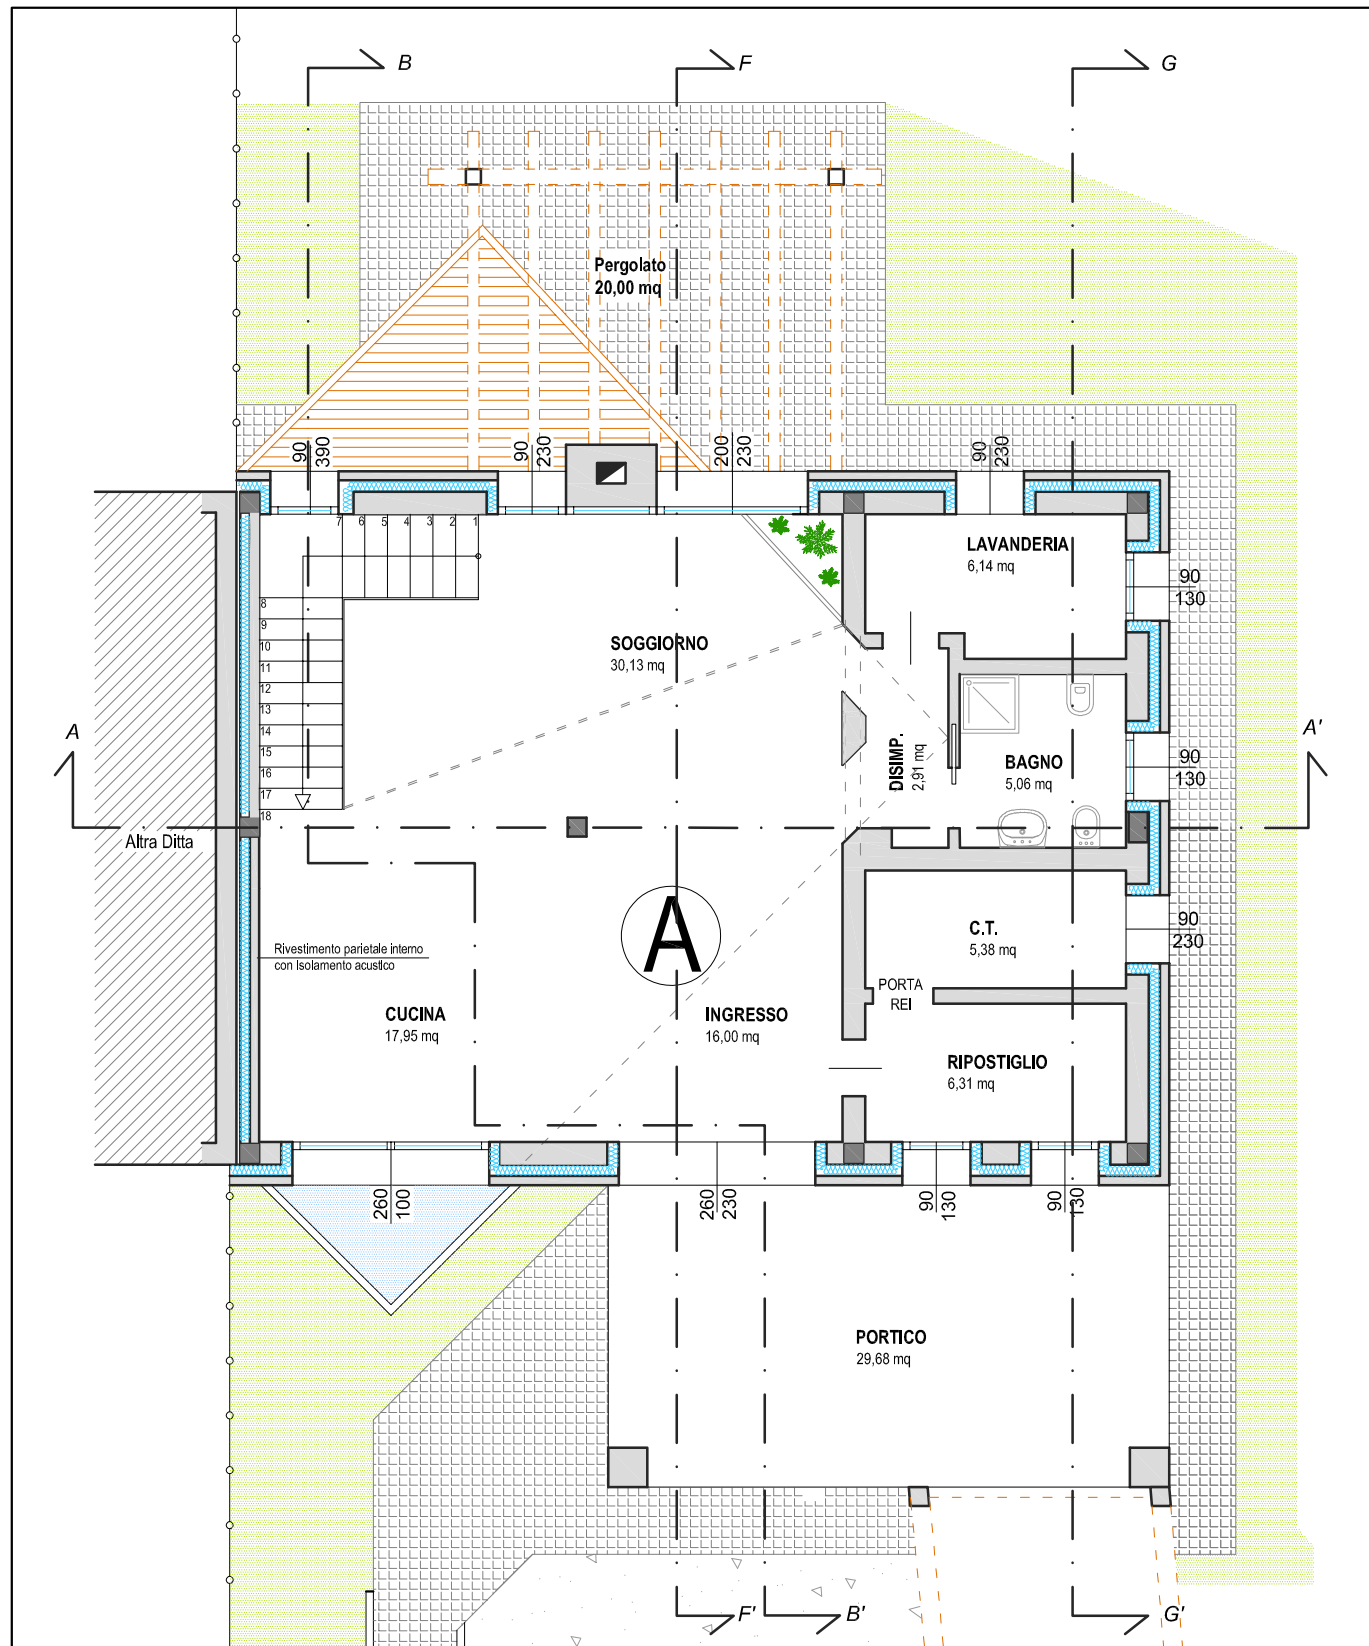 B
F
G
Pergolato
20,00 mq
90
390
90
230
200
230
90
230
7
6
5
4
3
2
1
8
9
10
11
12
13
14
15
16
17
18
LAVANDERIA
6,14 mq
90
130
SOGGIORNO
30,13 mq
A
A'
DISIMP.
2,91 mq
BAGNO
5,06 mq
90
130
Altra Ditta
A
C.T.
5,38 mq
90
230
Rivestimento parietale interno
con isolamento acustico
PORTA
REI
CUCINA
17,95 mq
INGRESSO
16,00 mq
RIPOSTIGLIO
6,31 mq
260
100
260
230
90
130
90
130
PORTICO
29,68 mq
F'
B'
G'